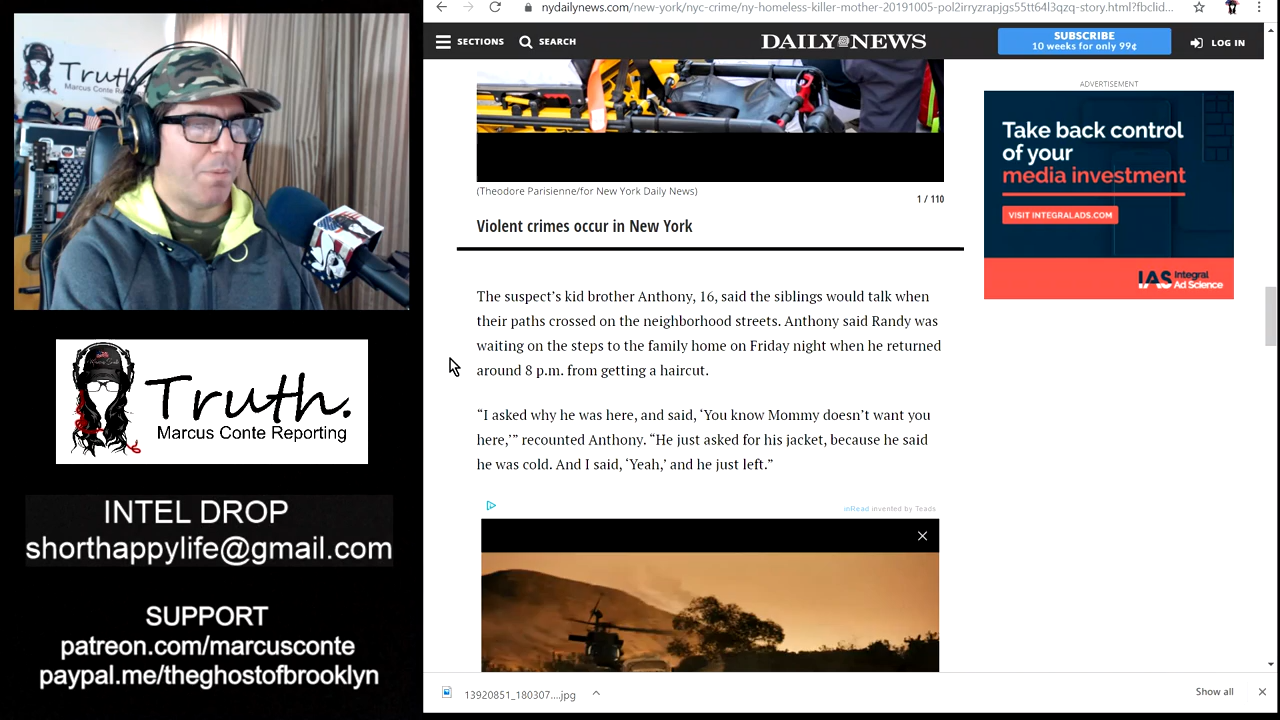 Truth.
Marcus Conte Re
Truth.
Marcus Conte Reporting
INTEL DROP
shorthappylife@gmail.com
SUPPORT
patreon.com/marcusconte
paypal.me/theghostofbrooklyn
nydailynews.com/new-york/nyc-crime/ny-homeless-killer-mother-20191005-pol2irryzrapjgs55tt64l3qzq-story.html?fbclid...
SECTIONS
SEARCH
DAILY NEWS
SUBSCRIBE
10 weeks for only 99¢
LOG IN
(Theodore Parisienne/for New York Daily News)
1 / 110
Violent crimes occur in New York
The suspect’s kid brother Anthony, 16, said the siblings would talk when
their paths crossed on the neighborhood streets. Anthony said Randy was
waiting on the steps to the family home on Friday night when he returned
around 8 p.m. from getting a haircut.
“I asked why he was here, and said, ‘You know Mommy doesn’t want you
here,’” recounted Anthony. “He just asked for his jacket, because he said
he was cold. And I said, ‘Yeah,’ and he just left.”
inRead invented by Teads
ADVERTISEMENT
Take back control
of your
media investment
VISIT INTEGRALADS.COM
IAS Integral
Ad Science
13920851_180307....jpg
Show all